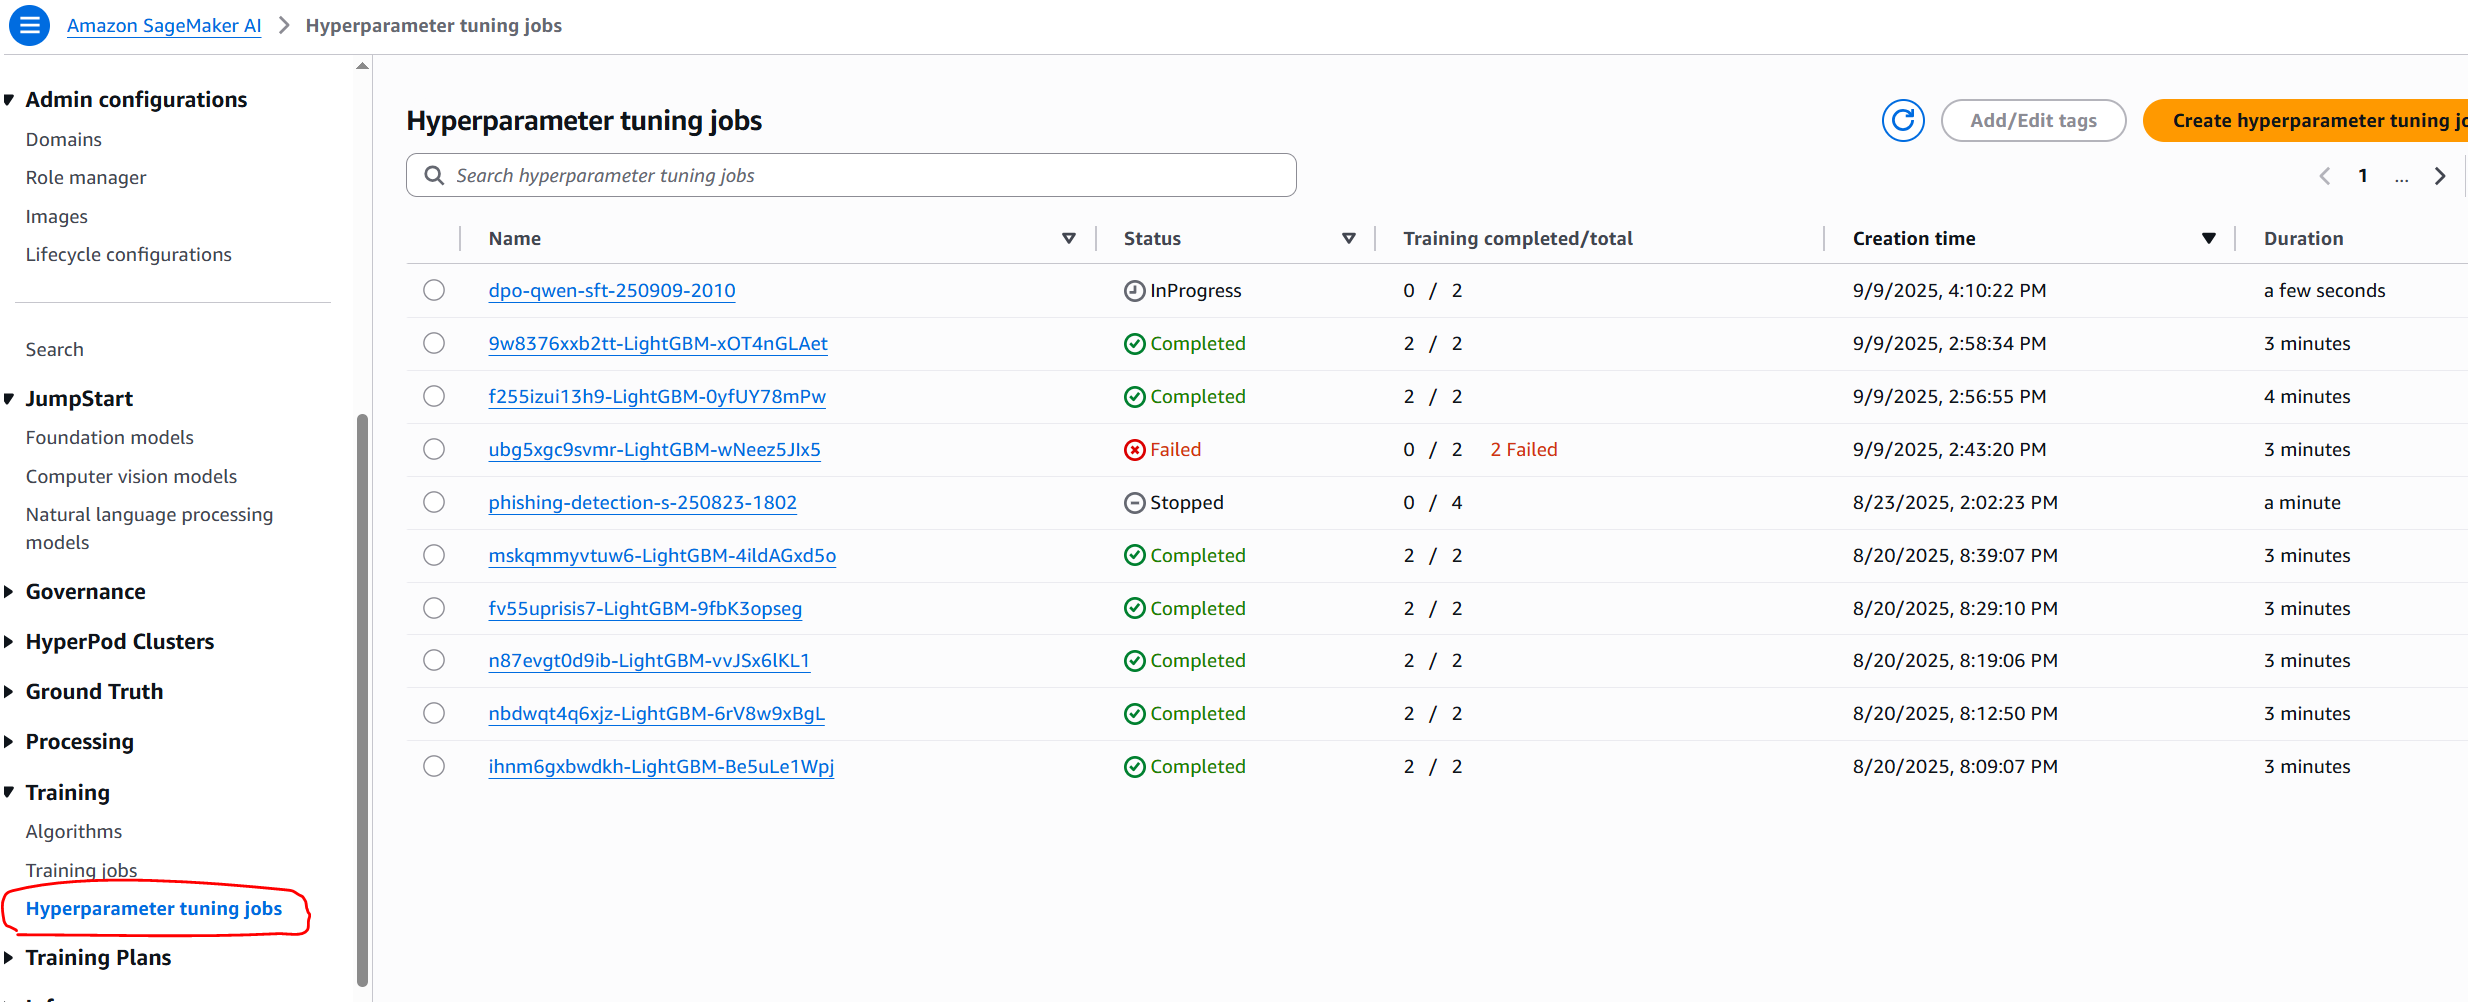 Amazon SageMaker AI > Hyperparameter tuning jobs
Admin configurations
Domains
Role manager
Images
Lifecycle configurations
Search
JumpStart
Foundation models
Computer vision models
Natural language processing
models
Governance
HyperPod Clusters
Ground Truth
Processing
Training
Algorithms
Training jobs
Hyperparameter tuning jobs
Training Plans
Hyperparameter tuning jobs
Add/Edit tags
Create hyperparameter tuning
Search hyperparameter tuning jobs
1 ...
Name Status Training completed/total Creation time Duration
dpo-qwen-sft-250909-2010 InProgress 0 / 2 9/9/2025, 4:10:22 PM a few seconds
9w8376xxb2tt-LightGBM-xOT4nGLAet Completed 2 / 2 9/9/2025, 2:58:34 PM 3 minutes
f255izui13h9-LightGBM-0yfUY78mPw Completed 2 / 2 9/9/2025, 2:56:55 PM 4 minutes
ubg5xgc9svmr-LightGBM-wNeez5JIx5 Failed 0 / 2 2 Failed 9/9/2025, 2:43:20 PM 3 minutes
phishing-detection-s-250823-1802 Stopped 0 / 4 8/23/2025, 2:02:23 PM a minute
mskqmmyvtuw6-LightGBM-4ildAGxd5o Completed 2 / 2 8/20/2025, 8:39:07 PM 3 minutes
fv55uprisis7-LightGBM-9fbK3opseg Completed 2 / 2 8/20/2025, 8:29:10 PM 3 minutes
n87evgt0d9ib-LightGBM-vvJSx6lKL1 Completed 2 / 2 8/20/2025, 8:19:06 PM 3 minutes
nbdwqt4q6xjz-LightGBM-6rV8w9xBgL Completed 2 / 2 8/20/2025, 8:12:50 PM 3 minutes
ihnm6gxbwdkh-LightGBM-Be5uLe1Wpj Completed 2 / 2 8/20/2025, 8:09:07 PM 3 minutes